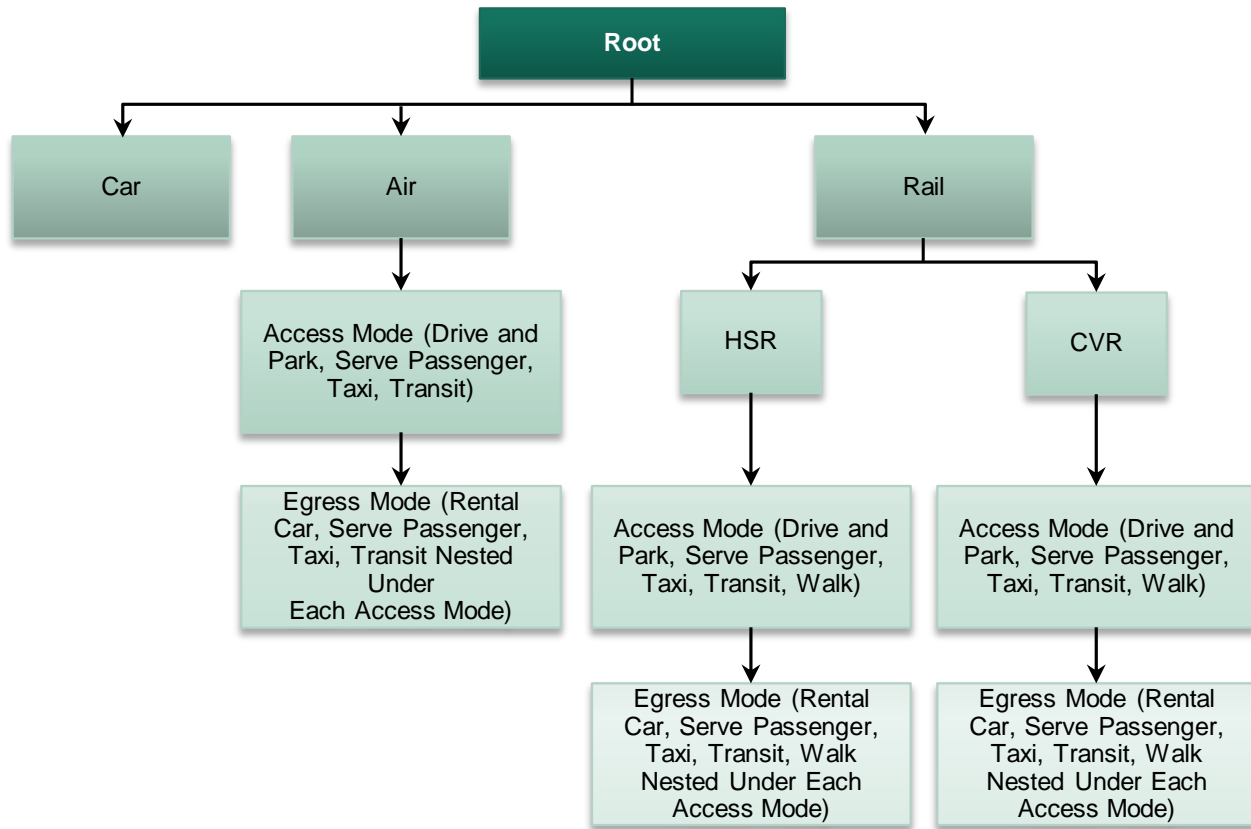 Root
Car
Air
Rail
Access Mode (Drive and
Park, Serve Passenger,
Taxi, Transit)
HSR
CVR
Egress Mode (Rental
Car, Serve Passenger,
Taxi, Transit Nested
Under
Each Access Mode)
Access Mode (Drive and
Park, Serve Passenger,
Taxi, Transit, Walk)
Access Mode (Drive and
Park, Serve Passenger,
Taxi, Transit, Walk)
Egress Mode (Rental
Car, Serve Passenger,
Taxi, Transit, Walk
Nested Under Each
Access Mode)
Egress Mode (Rental
Car, Serve Passenger,
Taxi, Transit, Walk
Nested Under Each
Access Mode)